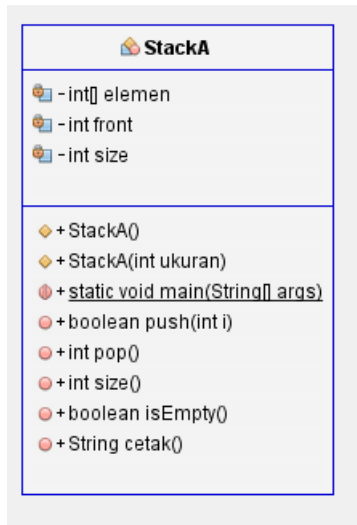 StackA
- int[] elemen
- int front
- int size
+ StackA()
+ StackA(int ukuran)
+ static void main(String[] args)
+ boolean push(int i)
+ int pop()
+ int size()
+ boolean isEmpty()
+ String cetak()